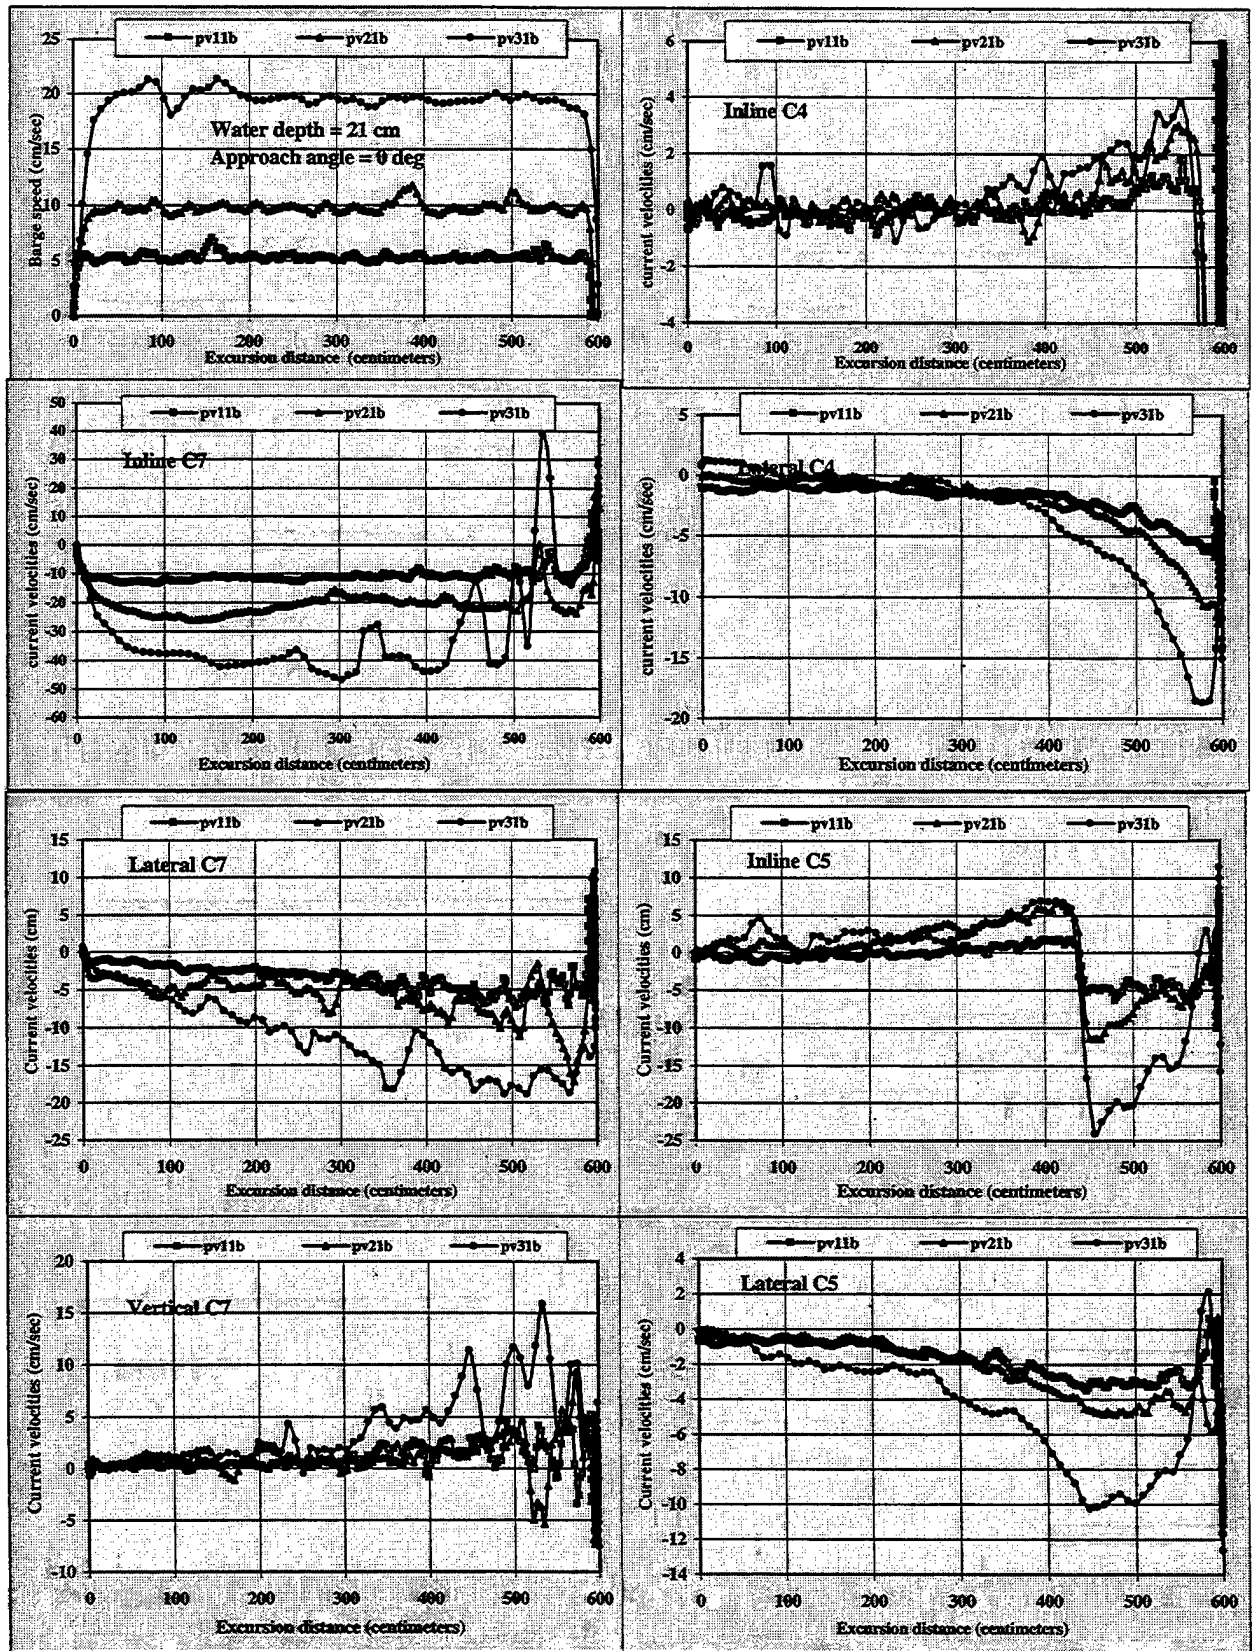 pv11b pv21b pv31b
25
20
15
10
5
0
Barge speed (cm/sec)
Water depth = 21 cm
Approach angle = 0 deg
0 100 200 300 400 500 600
Excursion distance (centimeters)
pv11b pv21b pv31b
6
4
2
0
-2
-4
current velocities (cm/sec)
Inline C4
0 100 200 300 400 500 600
Excursion distance (centimeters)
pv11b pv21b pv31b
50
40
30
20
10
0
-10
-20
-30
-40
-50
-60
current velocities (cm/sec)
Inline C7
0 100 200 300 400 500 600
Excursion distance (centimeters)
pv11b pv21b pv31b
5
0
-5
-10
-15
-20
current velocities (cm/sec)
Lateral C4
0 100 200 300 400 500 600
Excursion distance (centimeters)
pv11b pv21b pv31b
15
10
5
0
-5
-10
-15
-20
-25
Current velocities (cm)
Lateral C7
0 100 200 300 400 500 600
Excursion distance (centimeters)
pv11b pv21b pv31b
15
10
5
0
-5
-10
-15
-20
-25
Current velocities (cm)
Inline C5
0 100 200 300 400 500 600
Excursion distance (centimeters)
pv11b pv21b pv31b
20
15
10
5
0
-5
-10
Current velocities (cm/sec)
Vertical C7
0 100 200 300 400 500 600
Excursion distance (centimeters)
pv11b pv21b pv31b
4
2
0
-2
-4
-6
-8
-10
-12
-14
Current velocities (cm/sec)
Lateral C5
0 100 200 300 400 500 600
Excursion distance (centimeters)